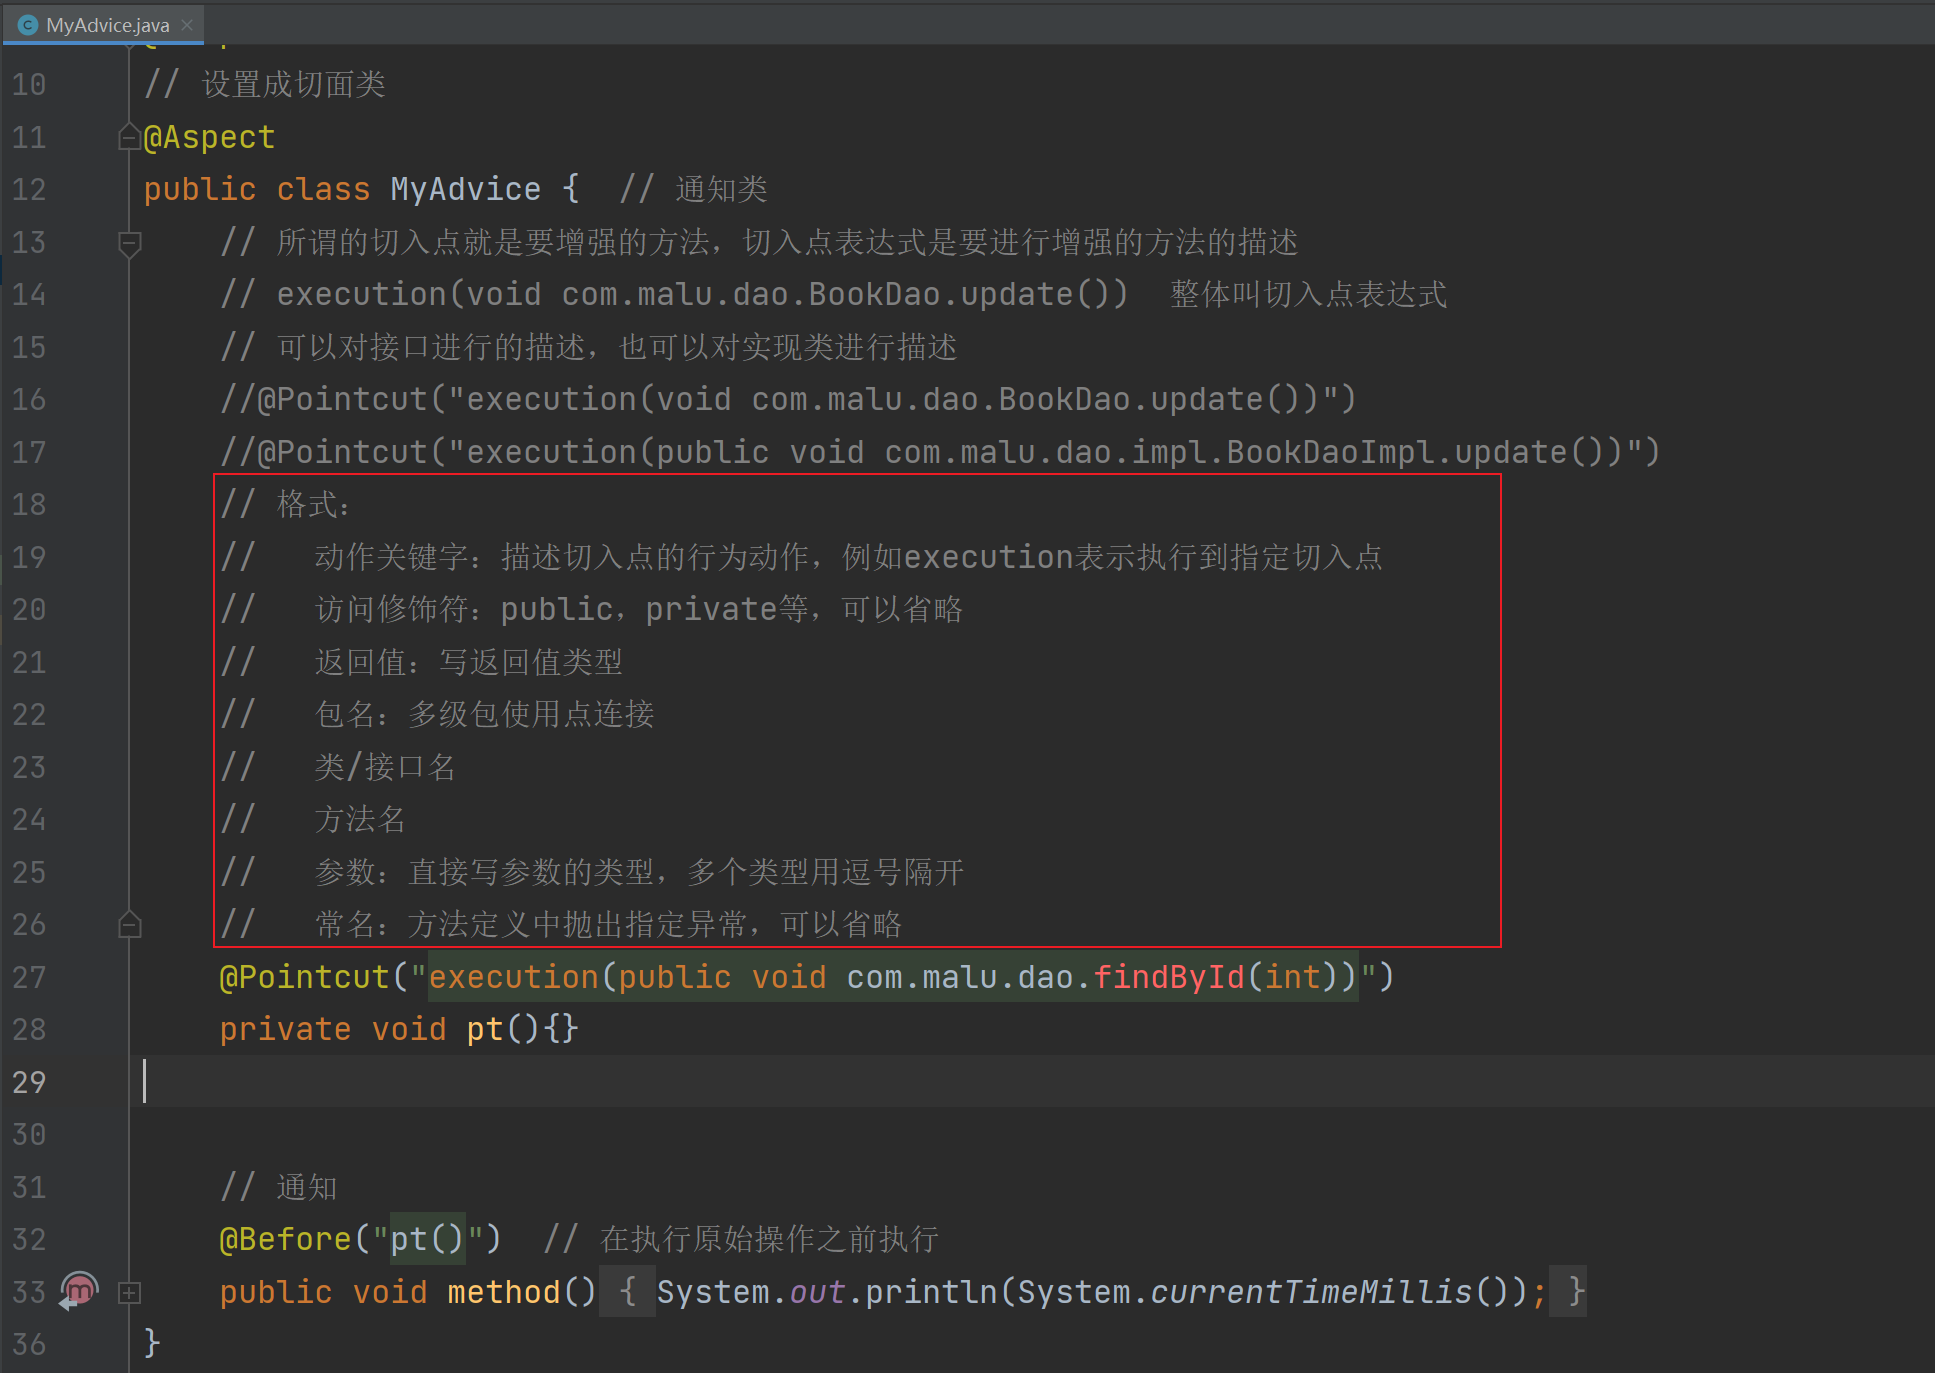 MyAdvice.java
10 // 设置成切面类
11 @Aspect
12 public class MyAdvice {  // 通知类
13 // 所谓的切入点就是要增强的方法，切入点表达式是要进行增强的方法的描述
14 // execution(void com.malu.dao.BookDao.update())  整体叫切入点表达式
15 // 可以对接口进行的描述，也可以对实现类进行描述
16 //@Pointcut("execution(void com.malu.dao.BookDao.update())")
17 //@Pointcut("execution(public void com.malu.dao.impl.BookDaoImpl.update())")
18 // 格式：
19 //   动作关键字：描述切入点的行为动作，例如execution表示执行到指定切入点
20 //   访问修饰符：public，private等，可以省略
21 //   返回值：写返回值类型
22 //   包名：多级包使用点连接
23 //   类/接口名
24 //   方法名
25 //   参数：直接写参数的类型，多个类型用逗号隔开
26 //   常名：方法定义中抛出指定异常，可以省略
27 @Pointcut("execution(public void com.malu.dao.findById(int))")
28 private void pt(){}
29
30
31 // 通知
32 @Before("pt()")  // 在执行原始操作之前执行
33 public void method() { System.out.println(System.currentTimeMillis()); }
36 }